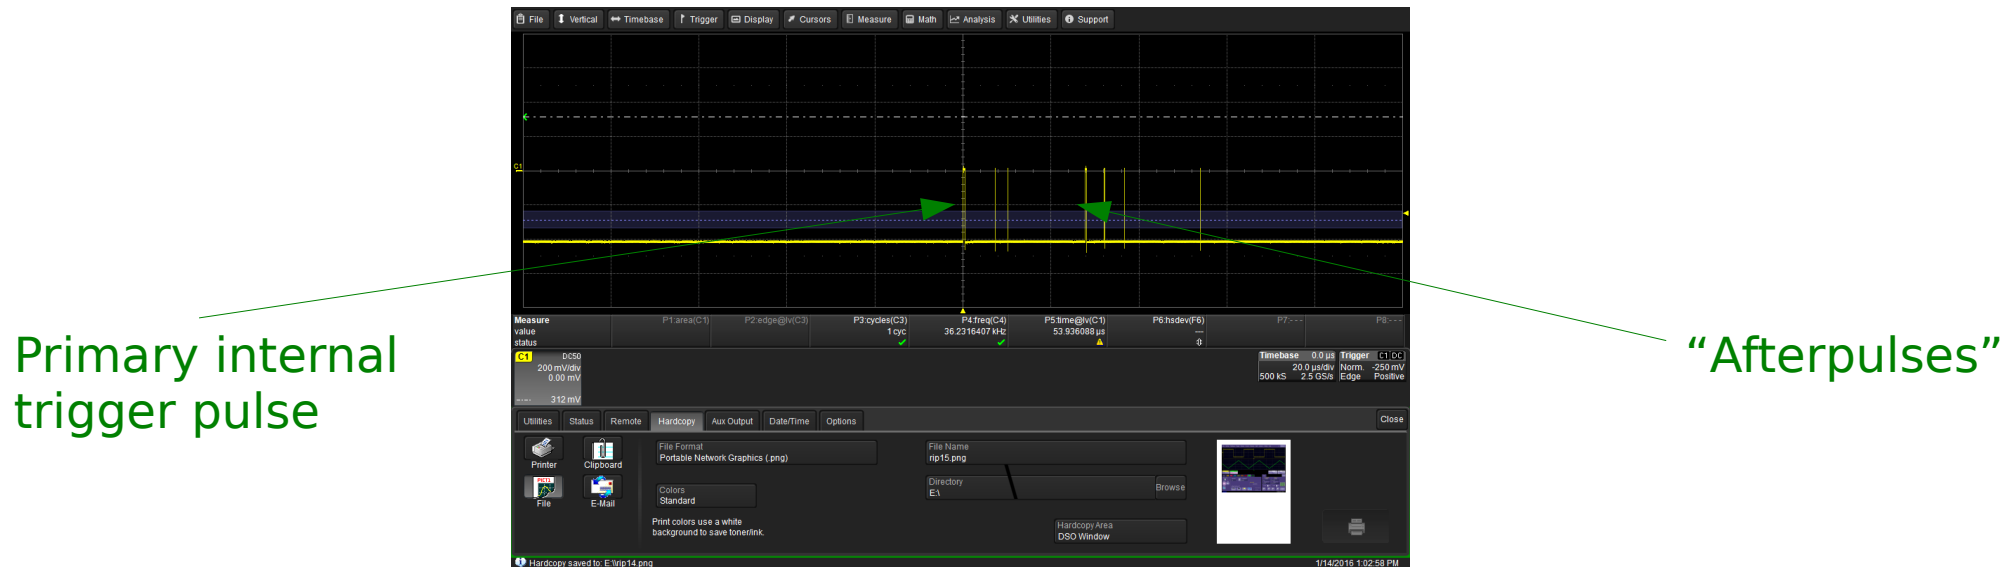 File Vertical Timebase Trigger Display Cursors Measure Math Analysis Utilities Support
C1
Measure P1:area(C1) P2:edge@lv(C3) P3:cycles(C3) P4:freq(C4) P5:time@lv(C1) P6:hsdev(F6) P7:--- P8:---
value 1 cyc 36.2316407 kHz 53.936088 µs ---
status
C1 DC50
200 mV/div
0.00 mV
312 mV
Timebase 0.0 µs Trigger C1 DC
20.0 µs/div Norm. -250 mV
500 kS 2.5 GS/s Edge Positive
Primary internal
trigger pulse
“Afterpulses”
Utilities Status Remote Hardcopy Aux Output Date/Time Options Close
Printer Clipboard
PICT1
File E-Mail
File Format
Portable Network Graphics (.png)
Colors
Standard
Print colors use a white
background to save toner/ink.
File Name
rip15.png
Directory
E:\
Browse
Hardcopy Area
DSO Window
Hardcopy saved to: E:\\rip14.png 1/14/2016 1:02:58 PM